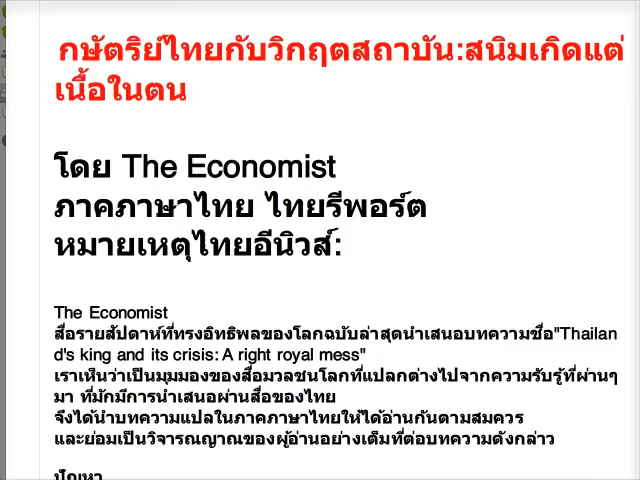 กษัตริย์ไทยกับวิกฤตสถาบัน:สนิมเกิดแต่
เนื้อในตน
โดย The Economist
ภาคภาษาไทย ไทยรีพอร์ต
หมายเหตุไทยอีนิวส์:
The Economist
สื่อรายสัปดาห์ที่ทรงอิทธิพลของโลกฉบับล่าสุดนำเสนอบทความชื่อ"Thailan
d's king and its crisis: A right royal mess"
เราเห็นว่าเป็นมุมมองของสื่อมวลชนโลกที่แปลกต่างไปจากความรับรู้ที่ผ่านๆ
มา ที่มักมีการนำเสนอผ่านสื่อของไทย
จึงได้นำบทความแปลในภาคภาษาไทยให้ได้อ่านกันตามสมควร
และย่อมเป็นวิจารณญาณของผู้อ่านอย่างเต็มที่ต่อบทความดังกล่าว
ปัญหา